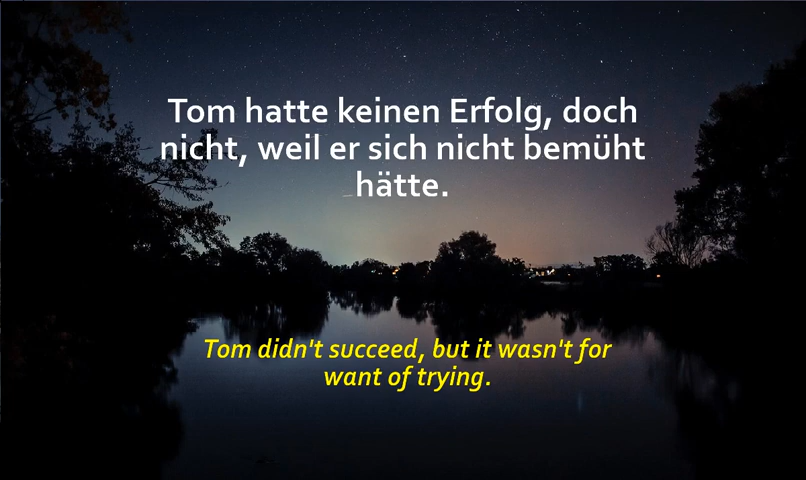 Tom hatte keinen Erfolg, doch
nicht, weil er sich nicht bemüht
hätte.
Tom didn't succeed, but it wasn't for
want of trying.